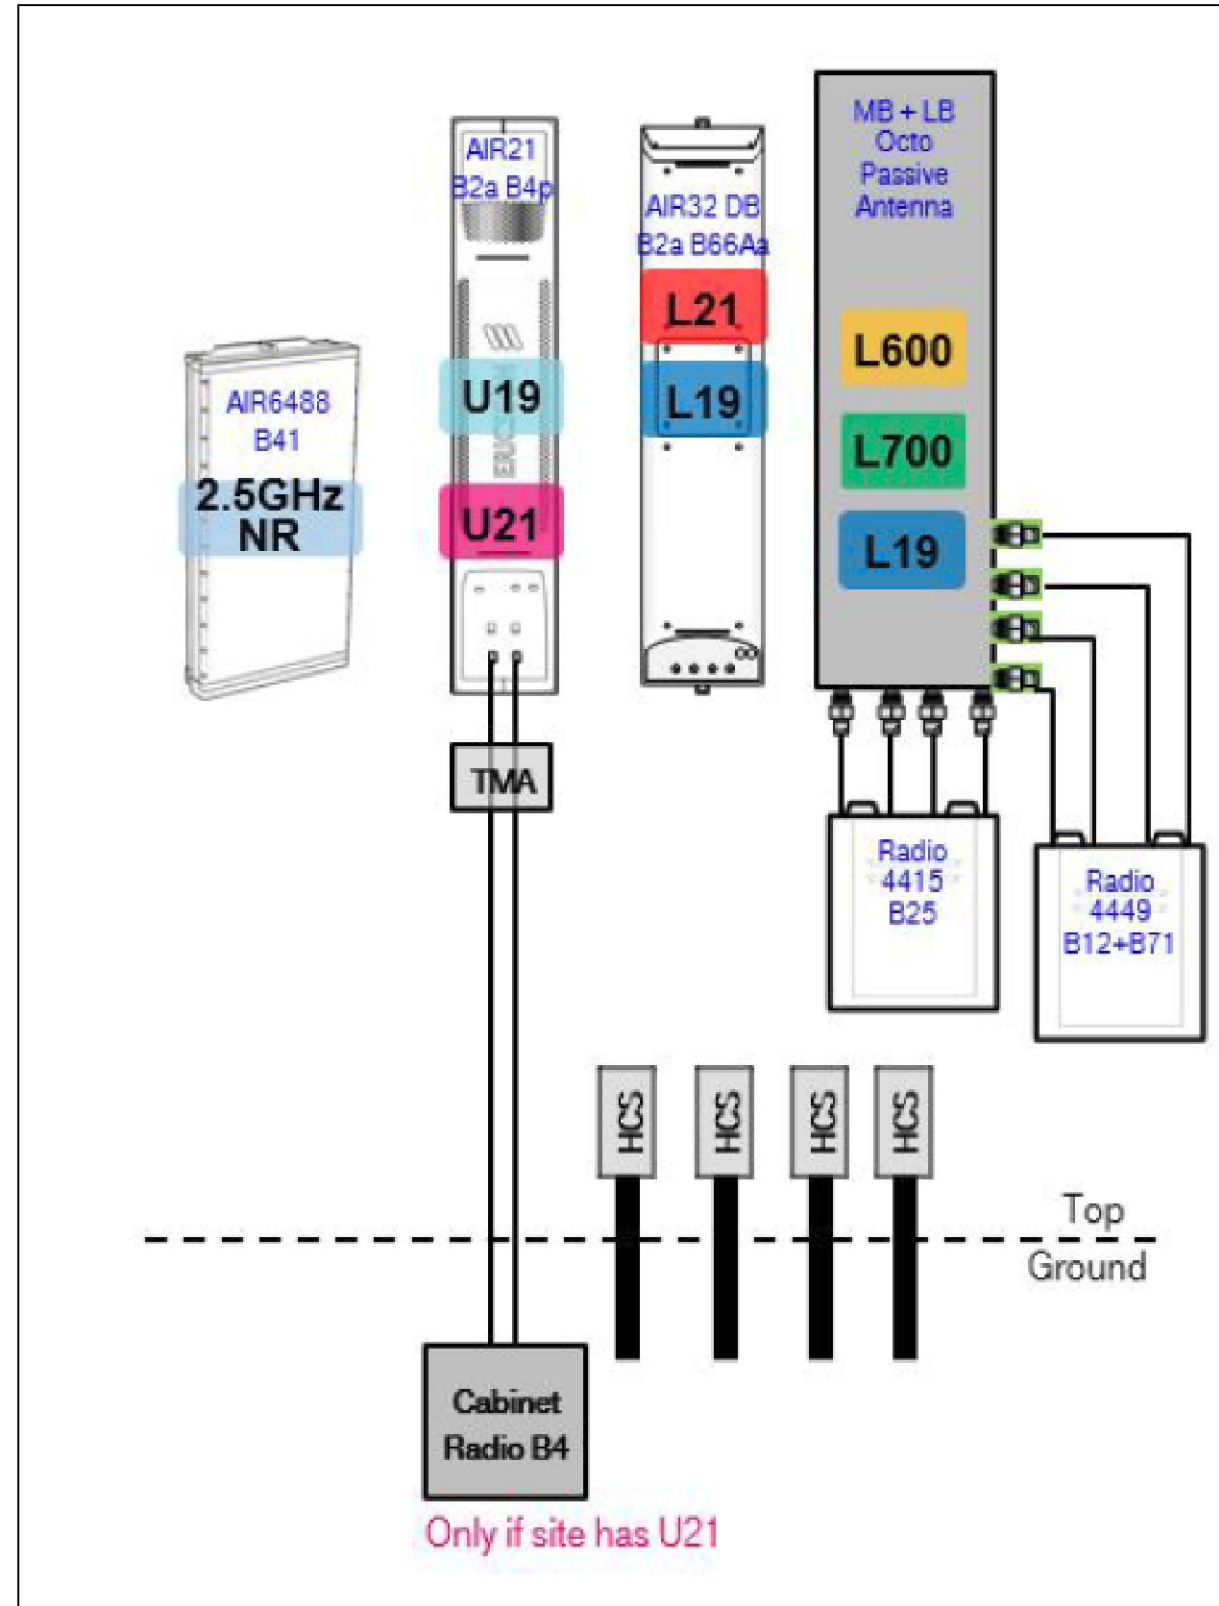 AIR6488
B41
2.5GHz
NR
AIR21
B2a B4p
U19
ERICSSON
U21
TMA
AIR32 DB
B2a B66Aa
L21
L19
MB + LB
Octo
Passive
Antenna
L600
L700
L19
Radio
4415
B25
Radio
4449
B12+B71
HCS
HCS
HCS
HCS
Top
Ground
Cabinet
Radio B4
Only if site has U21